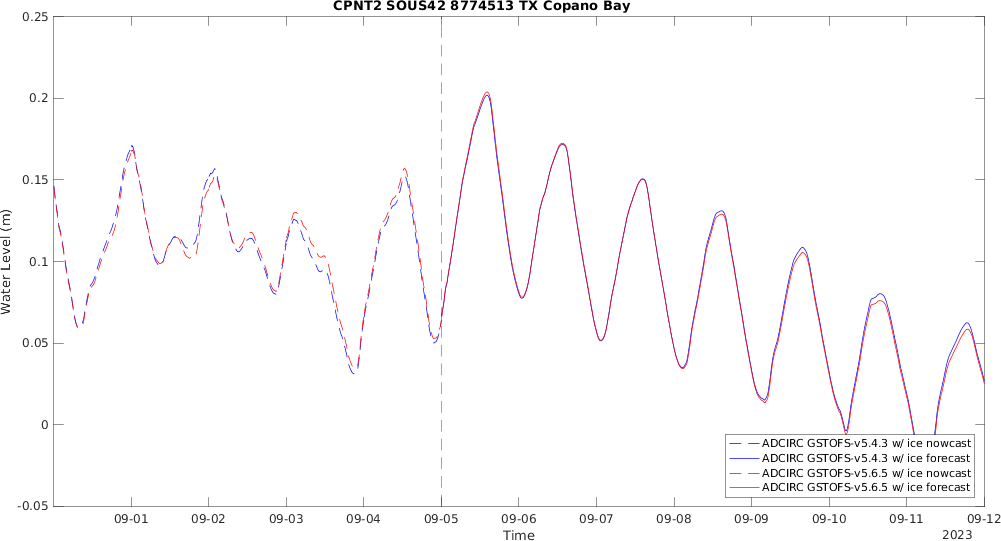 CPNT2 SOUS42 8774513 TX Copano Bay
0.25
0.2
0.15
0.1
0.05
0
-0.05
Water Level (m)
ADCIRC GSTOFS-v5.4.3 w/ ice nowcast
ADCIRC GSTOFS-v5.4.3 w/ ice forecast
ADCIRC GSTOFS-v5.6.5 w/ ice nowcast
ADCIRC GSTOFS-v5.6.5 w/ ice forecast
09-01 09-02 09-03 09-04 09-05 09-06 09-07 09-08 09-09 09-10 09-11 09-12
Time
2023